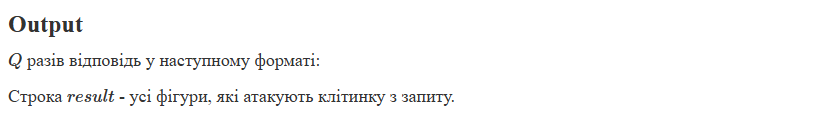 Output
Q разів відповідь у наступному форматі:
Строка result - усі фігури, які атакують клітинку з запиту.